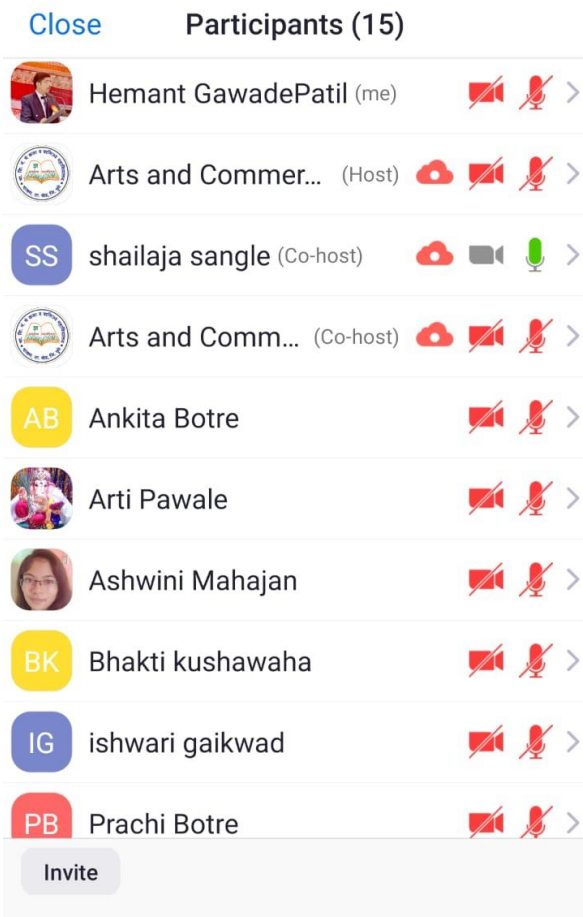 Close Participants (15)
Hemant GawadePatil (me)
Arts and Commer... (Host)
SS shailaja sangle (Co-host)
Arts and Comm... (Co-host)
AB Ankita Botre
Arti Pawale
Ashwini Mahajan
BK Bhakti kushawaha
IG ishwari gaikwad
PB Prachi Botre
Invite